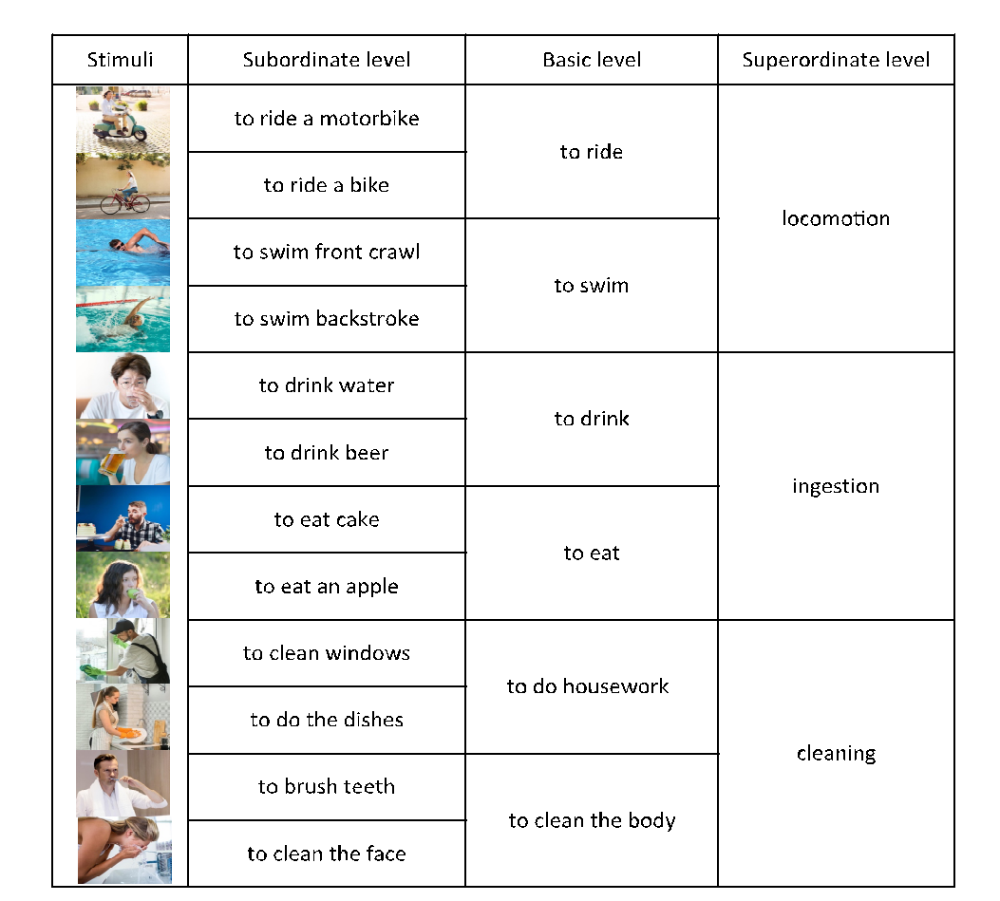 Stimuli
Subordinate level
Basic level
Superordinate level
to ride a motorbike
to ride
locomotion
to ride a bike
to swim front crawl
to swim
to swim backstroke
to drink water
to drink
ingestion
to drink beer
to eat cake
to eat
to eat an apple
to clean windows
to do housework
cleaning
to do the dishes
to brush teeth
to clean the body
to clean the face